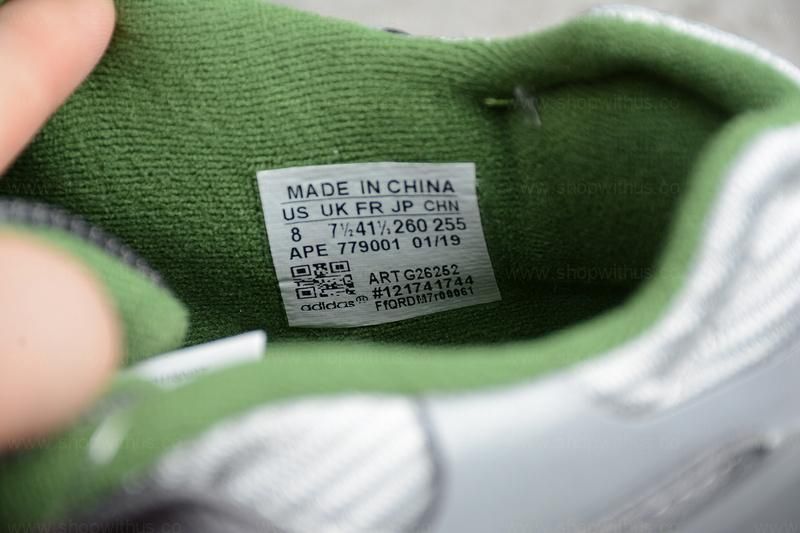 MADE IN CHINA
US UK FR JP CHN
8 7½ 41⅓ 260 255
APE 779001 01/19
ART G26252
#121741744
adidas® FfQRDM7r00061
www.shopwithus.co